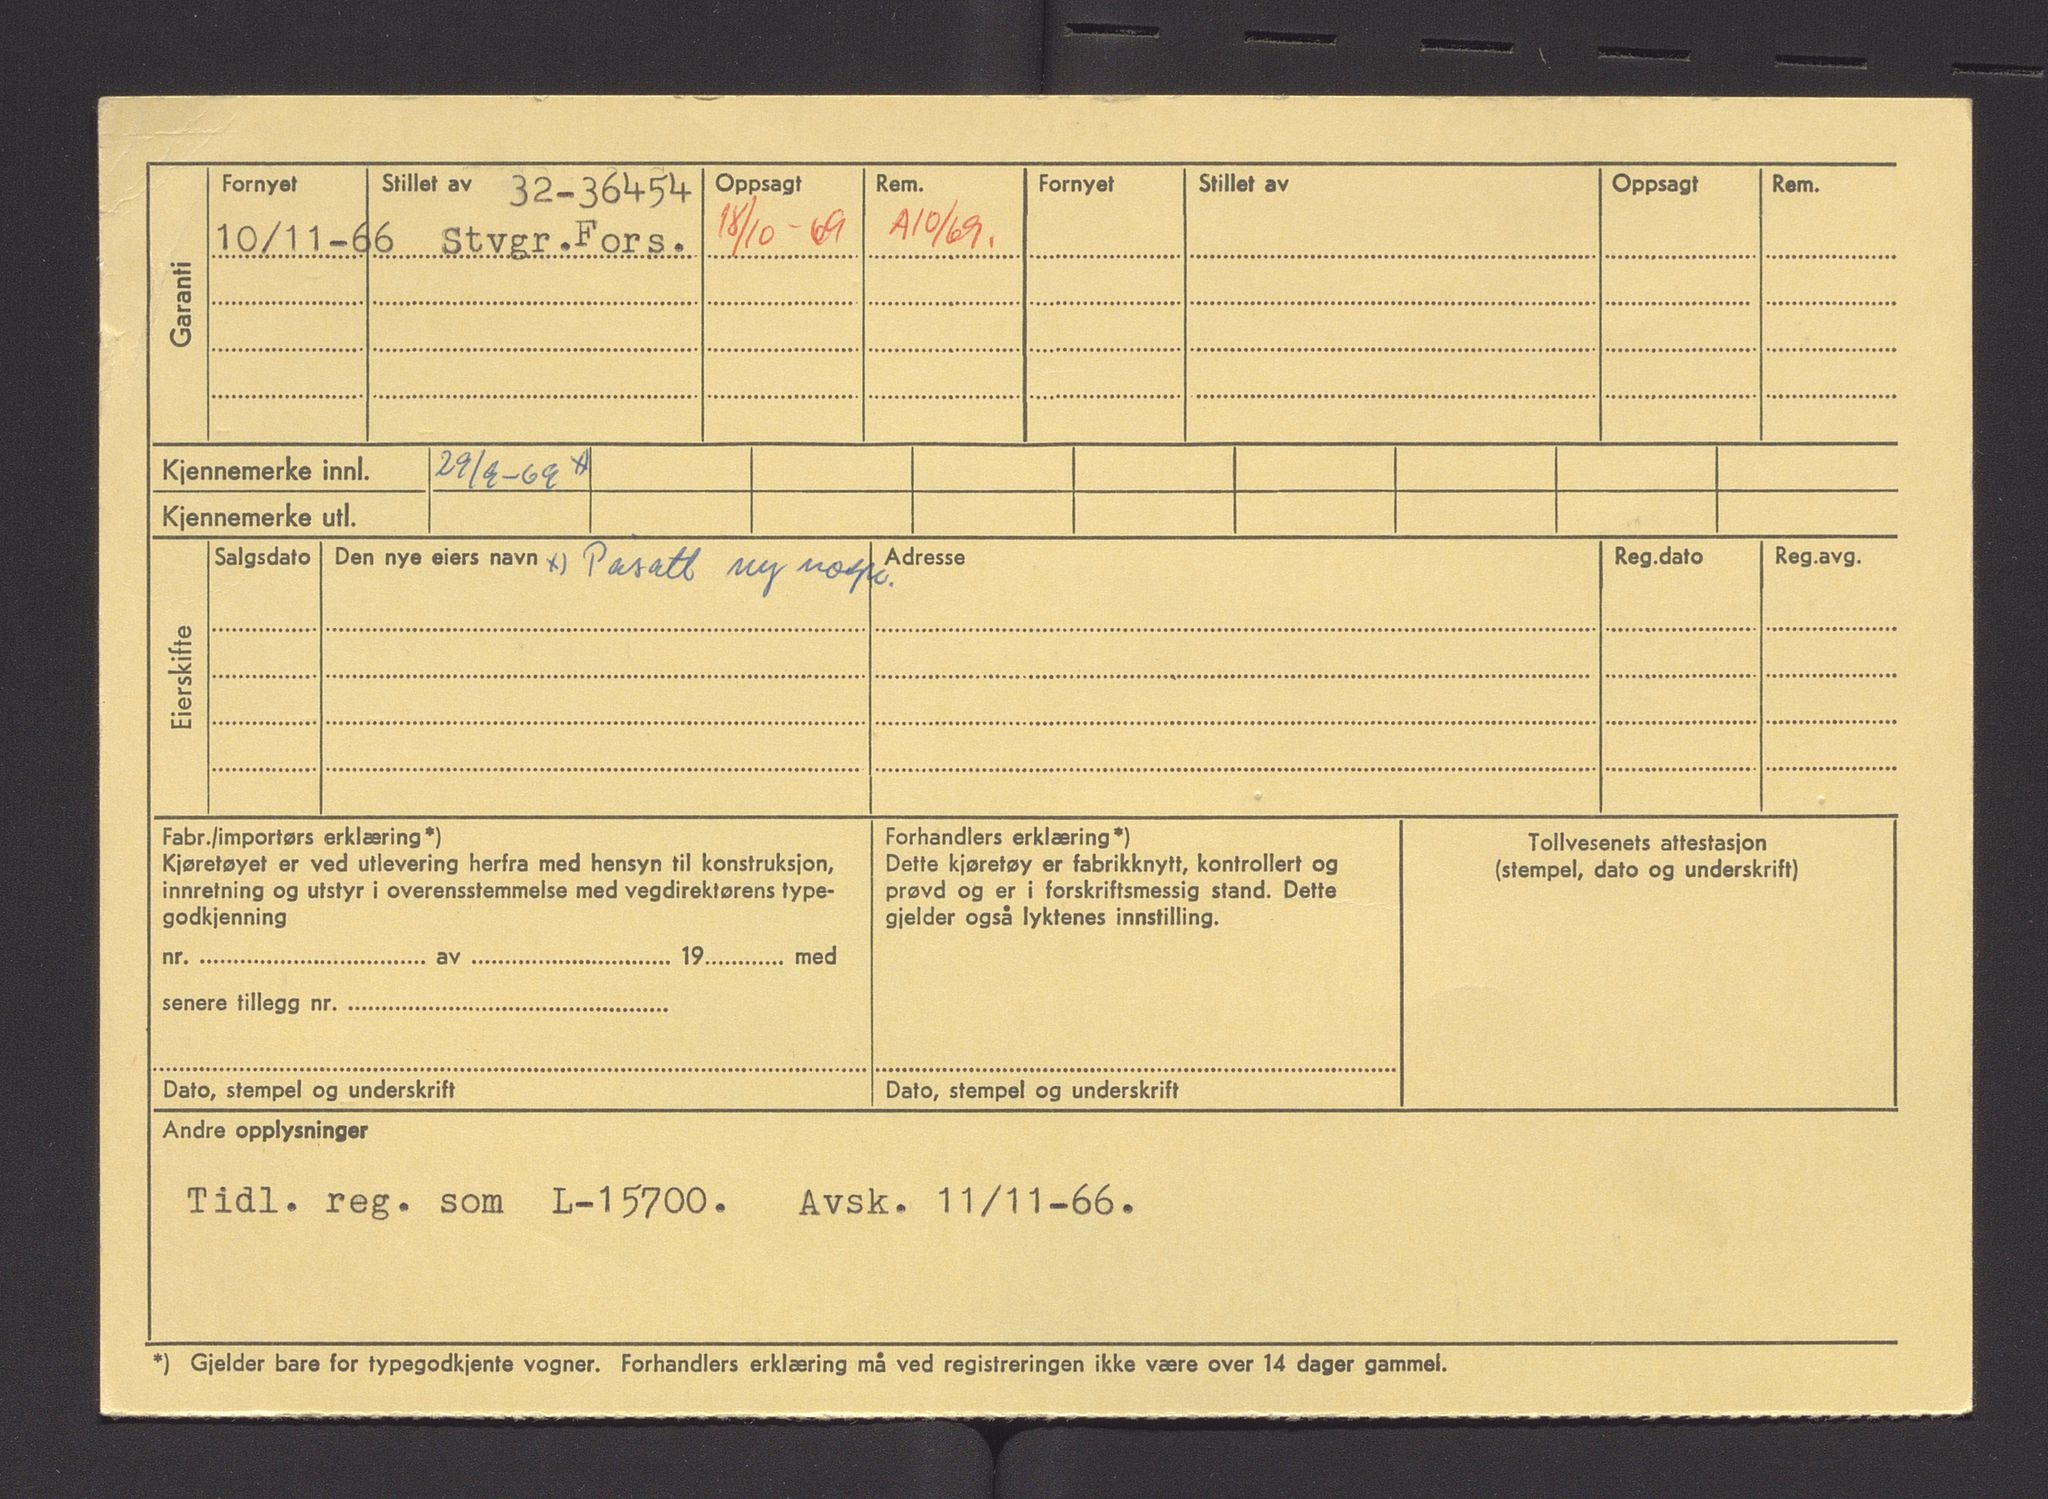 Garanti
Fornyet Stillet av 32-36454 Oppsagt Rem. Fornyet Stillet av Oppsagt Rem.
10/11-66 Stvgr.Fors. 18/10-69 A10/69.
Kjennemerke innl. 29/9-69 x)
Kjennemerke utl.
Eierskifte
Salgsdato Den nye eiers navn x) Påsatt ny Adresse Reg.dato Reg.avg.
Fabr./importørs erklæring*)
Kjøretøyet er ved utlevering herfra med hensyn til konstruksjon,
innretning og utstyr i overensstemmelse med vegdirektørens type-
godkjenning
nr. av 19 med
senere tillegg nr.
Dato, stempel og underskrift
Forhandlers erklæring*)
Dette kjøretøy er fabrikknytt, kontrollert og
prøvd og er i forskriftsmessig stand. Dette
gjelder også lyktenes innstilling.
Dato, stempel og underskrift
Tollvesenets attestasjon
(stempel, dato og underskrift)
Andre opplysninger
Tidl. reg. som L-15700. Avsk. 11/11-66.
*) Gjelder bare for typegodkjente vogner. Forhandlers erklæring må ved registreringen ikke være over 14 dager gammel.